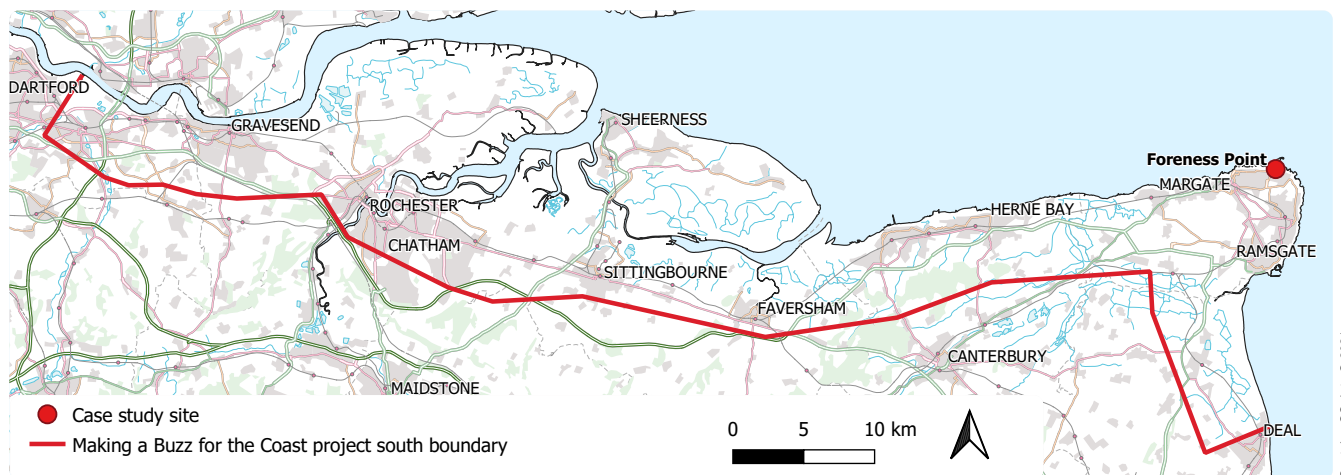 DARTFORD
GRAVESEND
SHEERNESS
Foreness Point
MARGATE
ROCHESTER
HERNE BAY
CHATHAM
RAMSGATE
SITTINGBOURNE
FAVERSHAM
CANTERBURY
MAIDSTONE
Case study site
0 5 10 km
DEAL
Making a Buzz for the Coast project south boundary